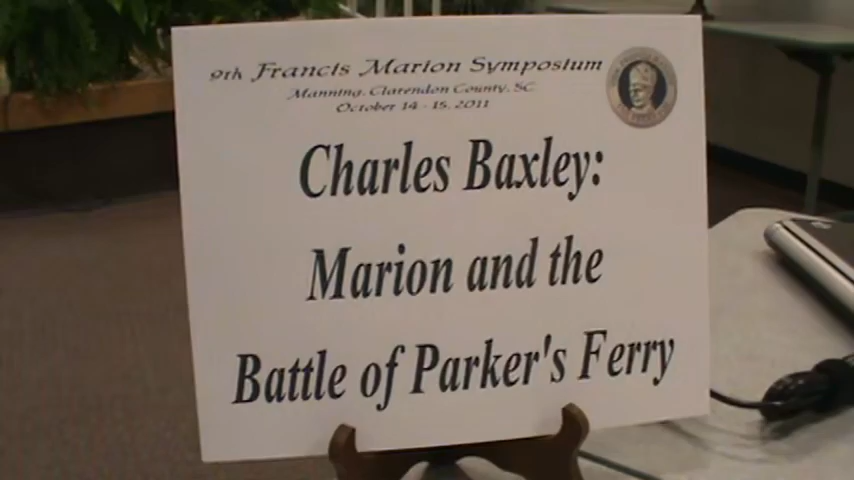 9th Francis Marion Symposium
Manning, Clarendon County, SC
October 14 - 15, 2011
Charles Baxley:
Marion and the
Battle of Parker's Ferry